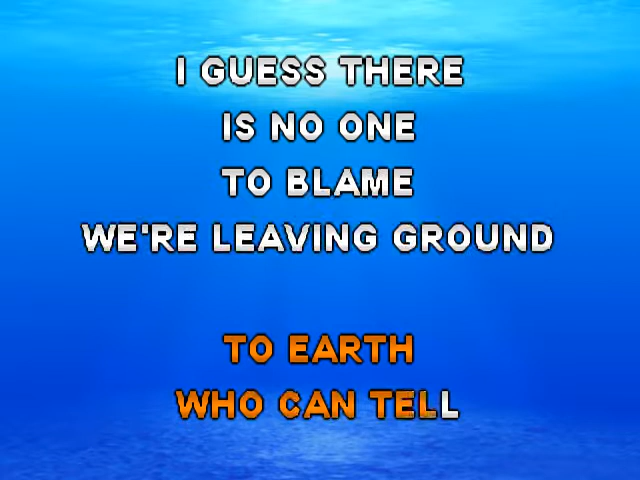 I GUESS THERE
IS NO ONE
TO BLAME
WE'RE LEAVING GROUND
TO EARTH
WHO CAN TELL